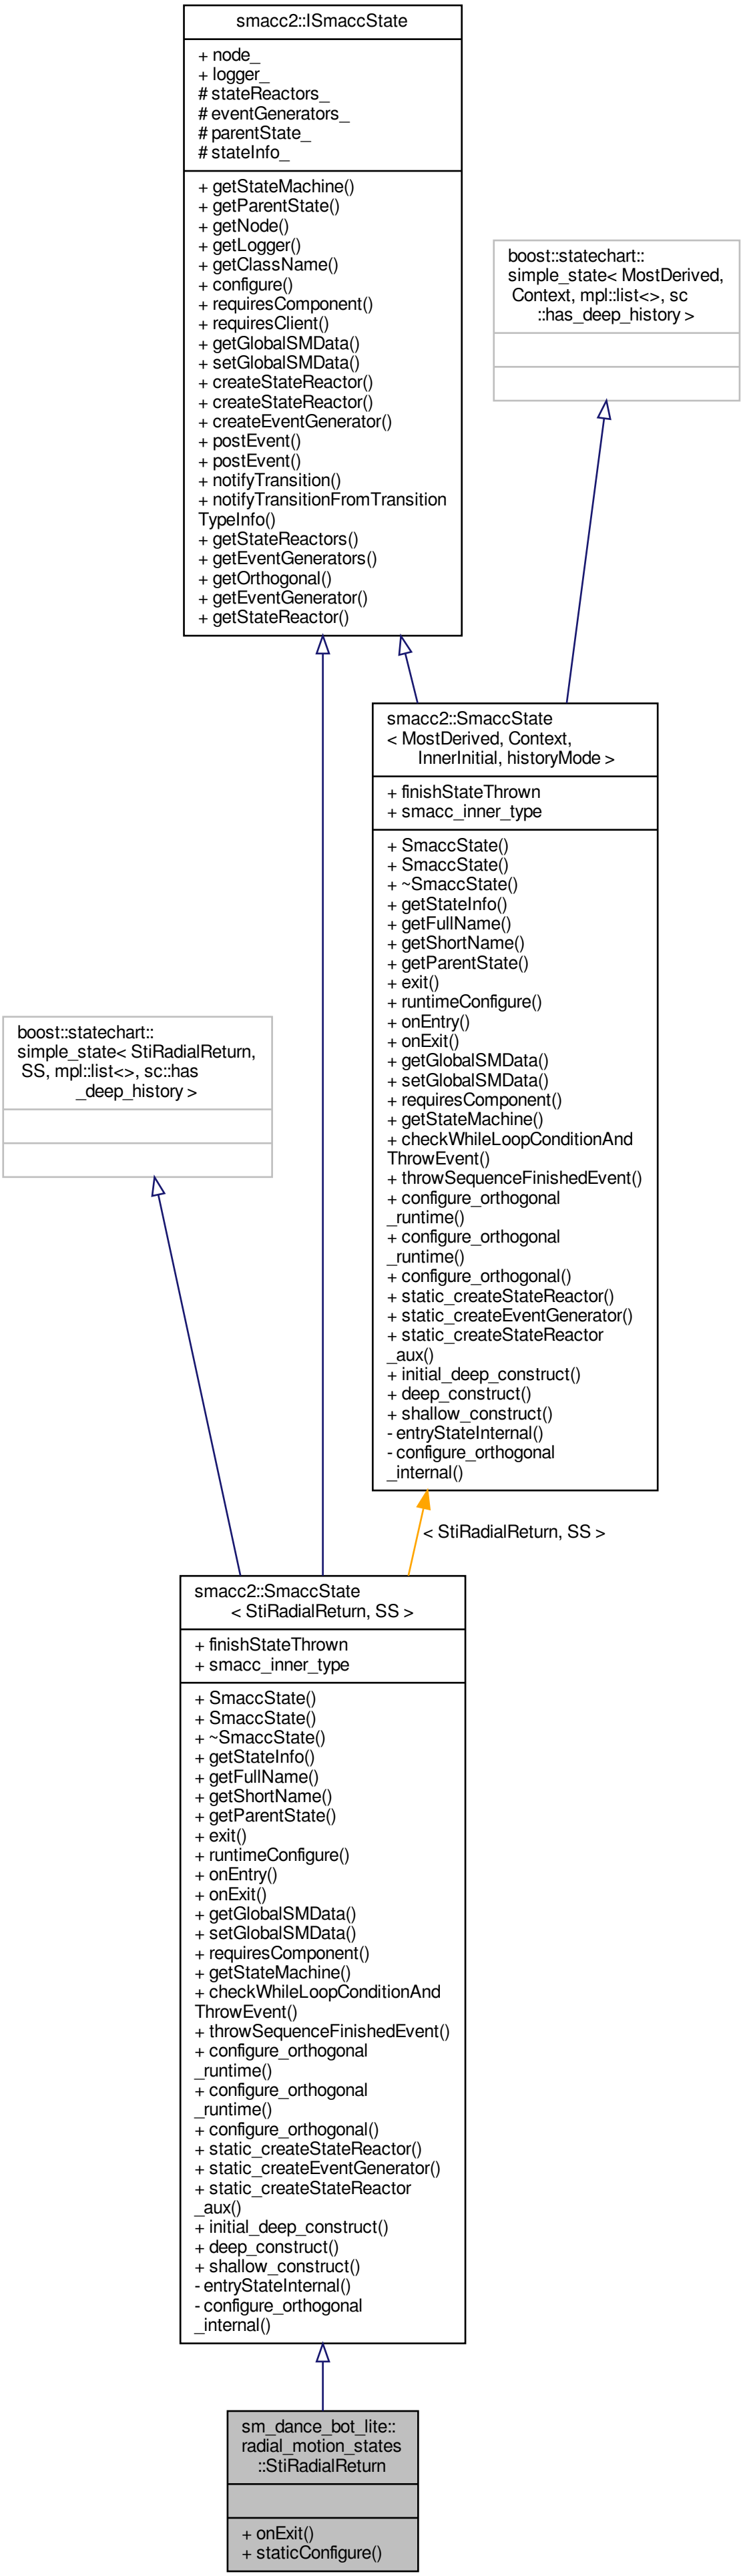 smacc2::ISmaccState
+ node_
+ logger_
# stateReactors_
# eventGenerators_
# parentState_
# stateInfo_
+ getStateMachine()
+ getParentState()
+ getNode()
+ getLogger()
+ getClassName()
+ configure()
+ requiresComponent()
+ requiresClient()
+ getGlobalSMData()
+ setGlobalSMData()
+ createStateReactor()
+ createStateReactor()
+ createEventGenerator()
+ postEvent()
+ postEvent()
+ notifyTransition()
+ notifyTransitionFromTransition
TypeInfo()
+ getStateReactors()
+ getEventGenerators()
+ getOrthogonal()
+ getEventGenerator()
+ getStateReactor()
boost::statechart::
simple_state< MostDerived,
Context, mpl::list<>, sc
::has_deep_history >
smacc2::SmaccState
< MostDerived, Context,
InnerInitial, historyMode >
+ finishStateThrown
+ smacc_inner_type
+ SmaccState()
+ SmaccState()
+ ~SmaccState()
+ getStateInfo()
+ getFullName()
+ getShortName()
+ getParentState()
+ exit()
+ runtimeConfigure()
+ onEntry()
+ onExit()
+ getGlobalSMData()
+ setGlobalSMData()
+ requiresComponent()
+ getStateMachine()
+ checkWhileLoopConditionAnd
ThrowEvent()
+ throwSequenceFinishedEvent()
+ configure_orthogonal
_runtime()
+ configure_orthogonal
_runtime()
+ configure_orthogonal()
+ static_createStateReactor()
+ static_createEventGenerator()
+ static_createStateReactor
_aux()
+ initial_deep_construct()
+ deep_construct()
+ shallow_construct()
- entryStateInternal()
- configure_orthogonal
_internal()
boost::statechart::
simple_state< StiRadialReturn,
SS, mpl::list<>, sc::has
_deep_history >
< StiRadialReturn, SS >
smacc2::SmaccState
< StiRadialReturn, SS >
+ finishStateThrown
+ smacc_inner_type
+ SmaccState()
+ SmaccState()
+ ~SmaccState()
+ getStateInfo()
+ getFullName()
+ getShortName()
+ getParentState()
+ exit()
+ runtimeConfigure()
+ onEntry()
+ onExit()
+ getGlobalSMData()
+ setGlobalSMData()
+ requiresComponent()
+ getStateMachine()
+ checkWhileLoopConditionAnd
ThrowEvent()
+ throwSequenceFinishedEvent()
+ configure_orthogonal
_runtime()
+ configure_orthogonal
_runtime()
+ configure_orthogonal()
+ static_createStateReactor()
+ static_createEventGenerator()
+ static_createStateReactor
_aux()
+ initial_deep_construct()
+ deep_construct()
+ shallow_construct()
- entryStateInternal()
- configure_orthogonal
_internal()
sm_dance_bot_lite::
radial_motion_states
::StiRadialReturn
+ onExit()
+ staticConfigure()